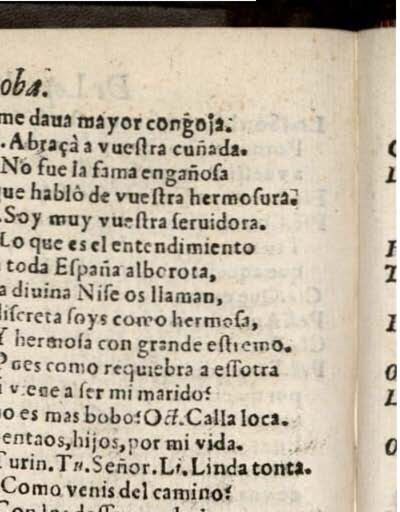 oba.
me daua mayor congoja.
. Abraçà a vueſtra cuñada.
No fue la fama engañoſa
que hablò de vueſtra hermoſura.
. Soy muy vueſtra ſeruidora.
Lo que es el entendimiento
toda Eſpaña alborota,
a diuina Niſe os llaman,
diſcreta ſoys como hermoſa,
Y hermoſa con grande eſtremo.
Pues como requiebra a eſſotra
viene a ſer mi marido?
no es mas bobo? Oct. Calla loca.
entaos, hijos, por mi vida.
Turin. Tu. Señor. Li. Linda tonta.
Como venis del camino?